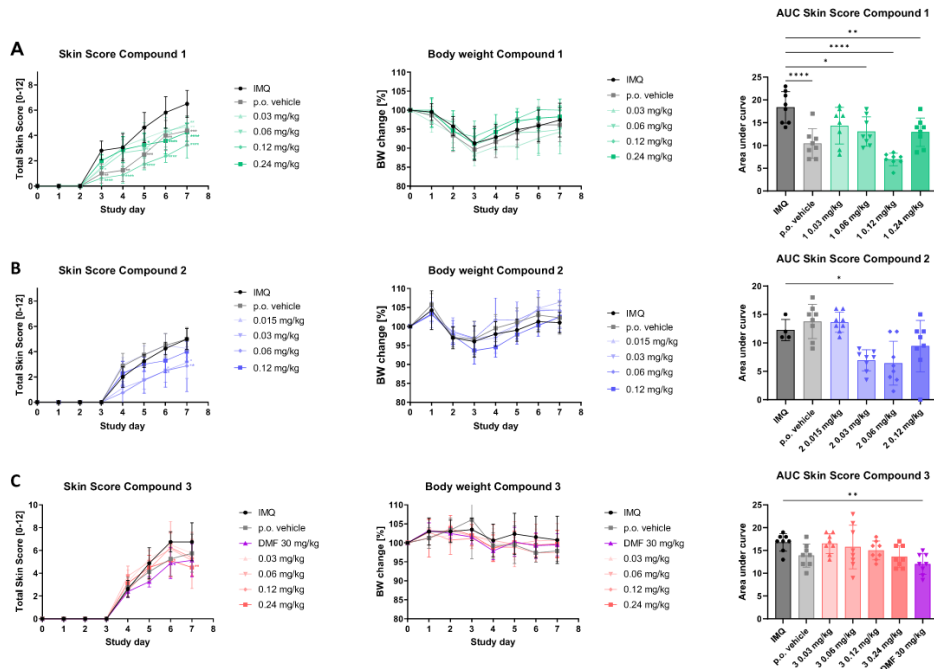 A
Skin Score Compound 1
Total Skin Score [0-12]
8
6
4
2
0
0 1 2 3 4 5 6 7 8
Study day
IMQ
p.o. vehicle
0.03 mg/kg
0.06 mg/kg
0.12 mg/kg
0.24 mg/kg
Body weight Compound 1
BW change [%]
110
105
100
95
90
85
80
0 1 2 3 4 5 6 7 8
Study day
IMQ
p.o. vehicle
0.03 mg/kg
0.06 mg/kg
0.12 mg/kg
0.24 mg/kg
AUC Skin Score Compound 1
**
****
*
****
Area under curve
25
20
15
10
5
0
IMQ
p.o. vehicle
1 0.03 mg/kg
1 0.06 mg/kg
1 0.12 mg/kg
1 0.24 mg/kg
B
Skin Score Compound 2
Total Skin Score [0-12]
8
6
4
2
0
0 1 2 3 4 5 6 7 8
Study day
IMQ
p.o. vehicle
0.015 mg/kg
0.03 mg/kg
0.06 mg/kg
0.12 mg/kg
Body weight Compound 2
BW change [%]
110
105
100
95
90
85
80
0 1 2 3 4 5 6 7 8
Study day
IMQ
p.o. vehicle
0.015 mg/kg
0.03 mg/kg
0.06 mg/kg
0.12 mg/kg
AUC Skin Score Compound 2
*
Area under curve
25
20
15
10
5
0
IMQ
p.o. vehicle
2 0.015 mg/kg
2 0.03 mg/kg
2 0.06 mg/kg
2 0.12 mg/kg
C
Skin Score Compound 3
Total Skin Score [0-12]
10
8
6
4
2
0
0 1 2 3 4 5 6 7 8
Study day
IMQ
p.o. vehicle
DMF 30 mg/kg
0.03 mg/kg
0.06 mg/kg
0.12 mg/kg
0.24 mg/kg
Body weight Compound 3
BW change [%]
110
105
100
95
90
85
80
0 1 2 3 4 5 6 7 8
Study day
IMQ
p.o. vehicle
DMF 30 mg/kg
0.03 mg/kg
0.06 mg/kg
0.12 mg/kg
0.24 mg/kg
AUC Skin Score Compound 3
**
Area under curve
25
20
15
10
5
0
IMQ
p.o. vehicle
3 0.03 mg/kg
3 0.06 mg/kg
3 0.12 mg/kg
3 0.24 mg/kg
DMF 30 mg/kg